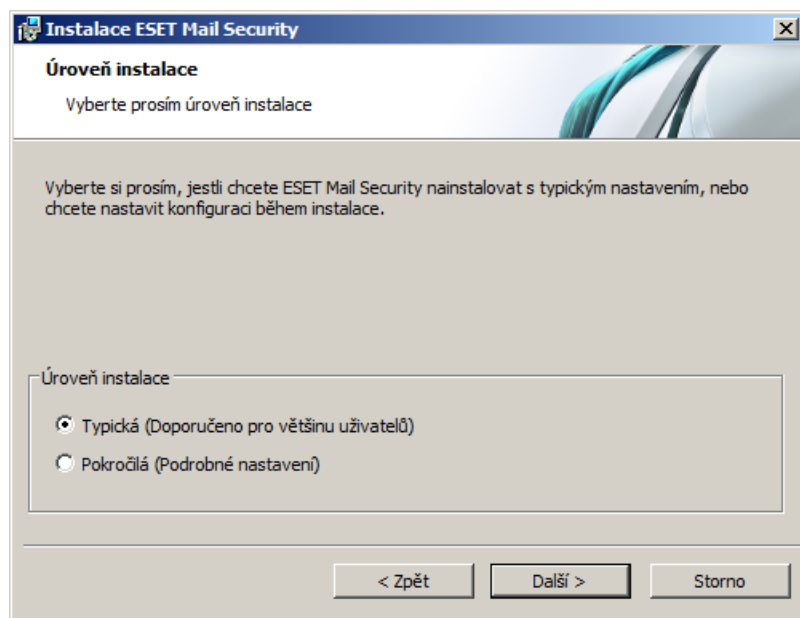 Instalace ESET Mail Security
Úroveň instalace
Vyberte prosím úroveň instalace
Vyberte si prosím, jestli chcete ESET Mail Security nainstalovat s typickým nastavením, nebo
chcete nastavit konfiguraci během instalace.
Úroveň instalace
Typická (Doporučeno pro většinu uživatelů)
Pokročilá (Podrobné nastavení)
< Zpět
Další >
Storno